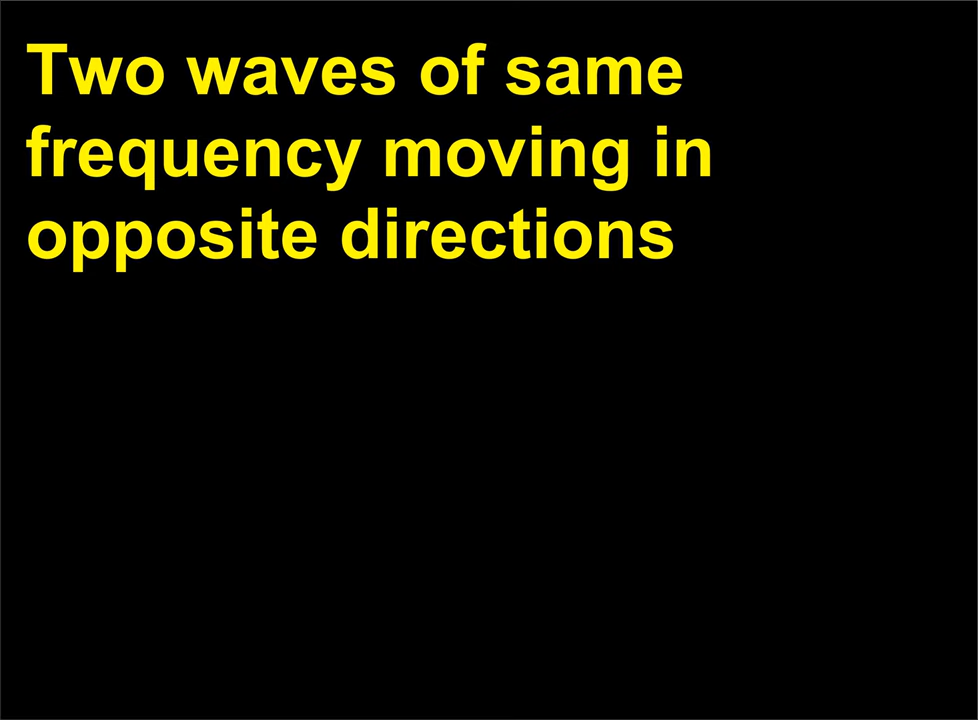 Two waves of same
frequency moving in
opposite directions